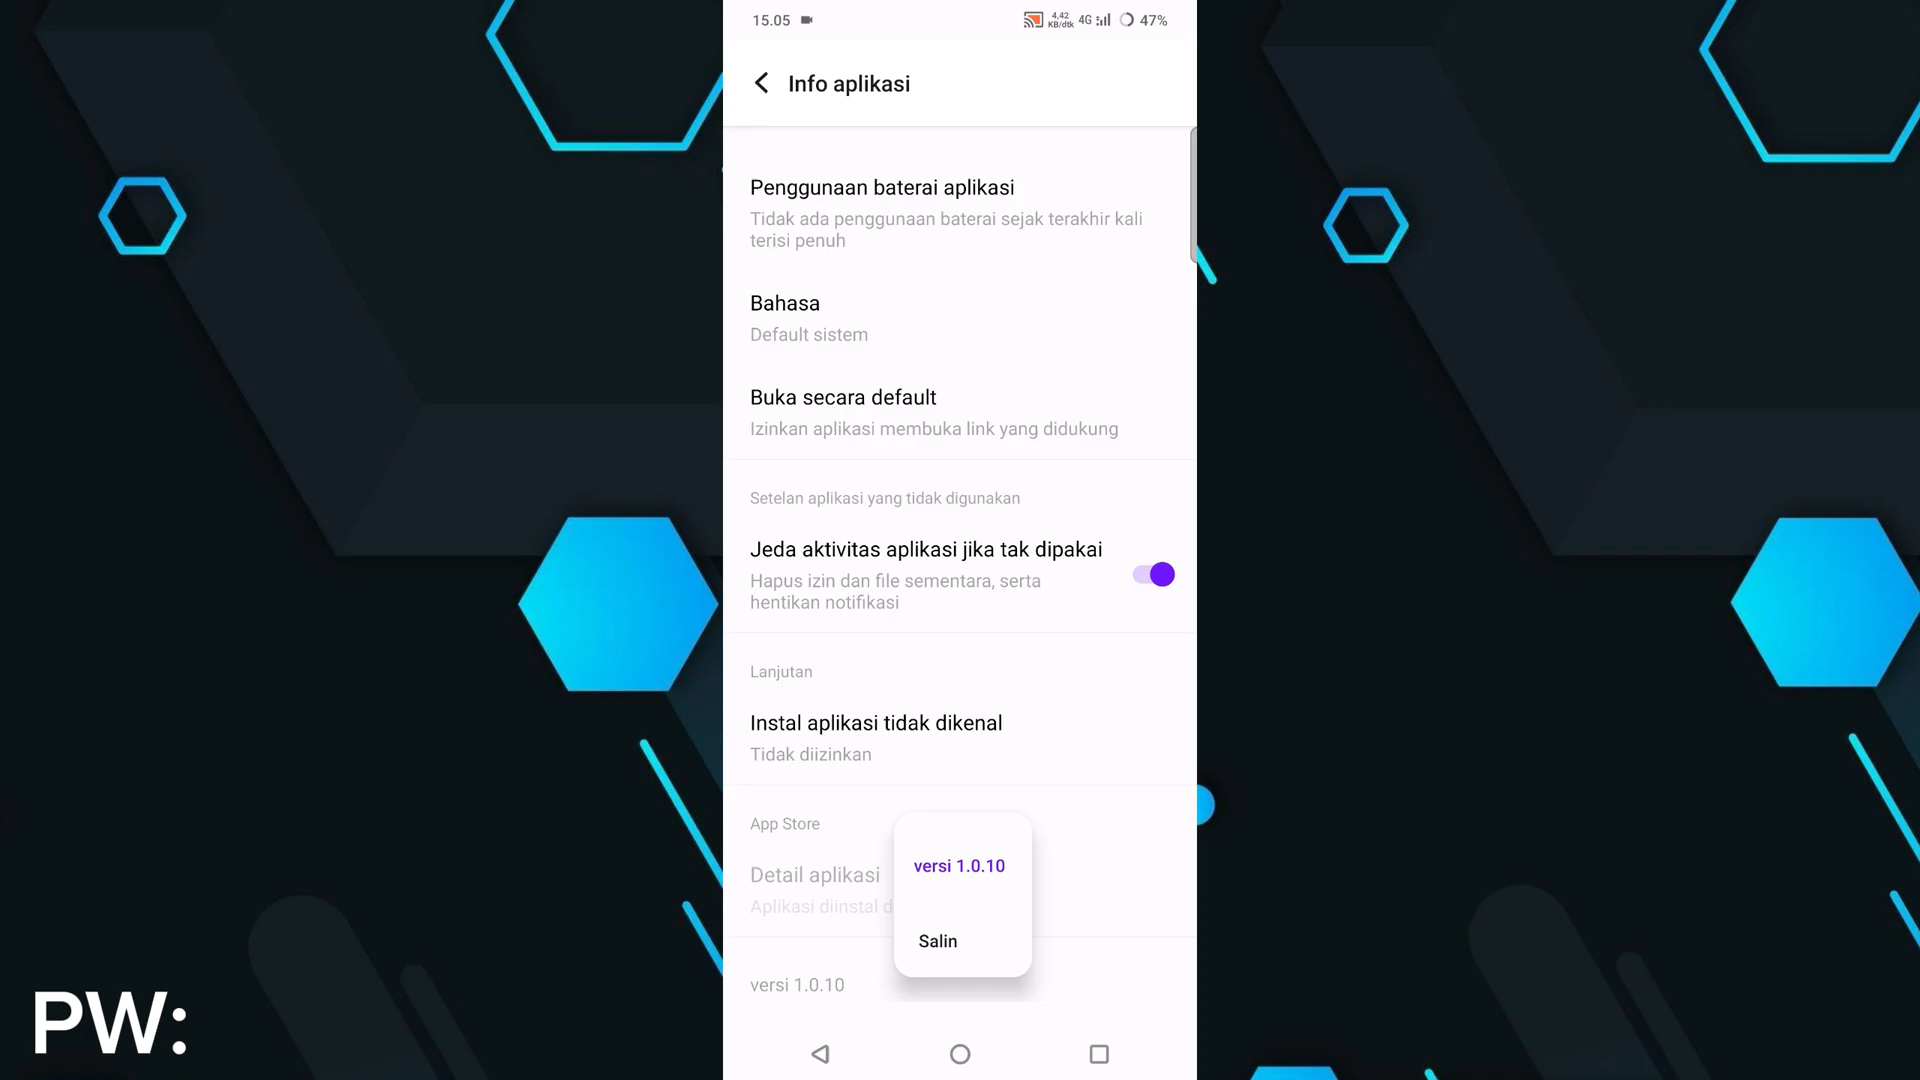 15.05
4,42
KB/dtk
4G
47%
Info aplikasi
Penggunaan baterai aplikasi
Tidak ada penggunaan baterai sejak terakhir kali
terisi penuh
Bahasa
Default sistem
Buka secara default
Izinkan aplikasi membuka link yang didukung
Setelan aplikasi yang tidak digunakan
Jeda aktivitas aplikasi jika tak dipakai
Hapus izin dan file sementara, serta
hentikan notifikasi
Lanjutan
Instal aplikasi tidak dikenal
Tidak diizinkan
App Store
versi 1.0.10
Detail aplikasi
Aplikasi diinstal d
Salin
versi 1.0.10
PW: